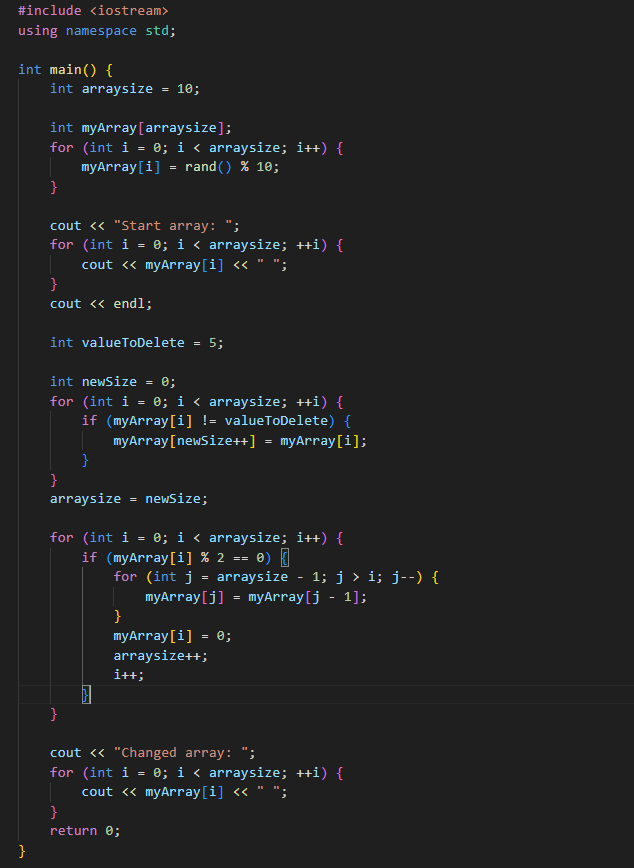 #include <iostream>
using namespace std;

int main() {
    int arraysize = 10;

    int myArray[arraysize];
    for (int i = 0; i < arraysize; i++) {
        myArray[i] = rand() % 10;
    }

    cout << "Start array: ";
    for (int i = 0; i < arraysize; ++i) {
        cout << myArray[i] << " ";
    }
    cout << endl;

    int valueToDelete = 5;

    int newSize = 0;
    for (int i = 0; i < arraysize; ++i) {
        if (myArray[i] != valueToDelete) {
            myArray[newSize++] = myArray[i];
        }
    }
    arraysize = newSize;

    for (int i = 0; i < arraysize; i++) {
        if (myArray[i] % 2 == 0) {
            for (int j = arraysize - 1; j > i; j--) {
                myArray[j] = myArray[j - 1];
            }
            myArray[i] = 0;
            arraysize++;
            i++;
        }
    }

    cout << "Changed array: ";
    for (int i = 0; i < arraysize; ++i) {
        cout << myArray[i] << " ";
    }
    return 0;
}